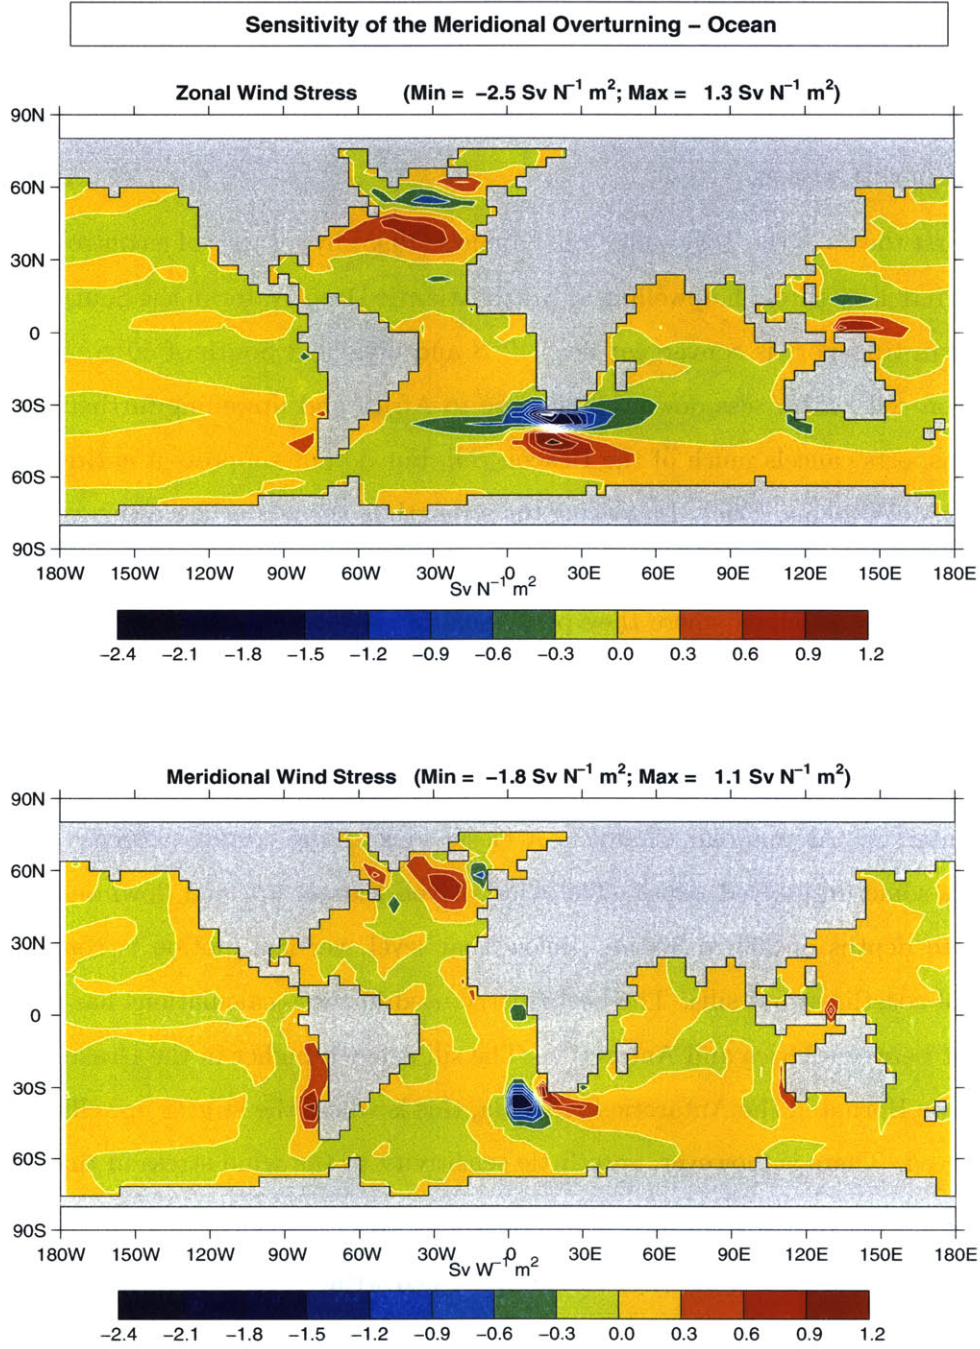 Sensitivity of the Meridional Overturning – Ocean
Zonal Wind Stress (Min = −2.5 Sv N⁻¹ m²; Max = 1.3 Sv N⁻¹ m²)
90N
60N
30N
0
30S
60S
90S
180W 150W 120W 90W 60W 30W 0 30E 60E 90E 120E 150E 180E
Sv N⁻¹ m²
−2.4 −2.1 −1.8 −1.5 −1.2 −0.9 −0.6 −0.3 0.0 0.3 0.6 0.9 1.2
Meridional Wind Stress (Min = −1.8 Sv N⁻¹ m²; Max = 1.1 Sv N⁻¹ m²)
90N
60N
30N
0
30S
60S
90S
180W 150W 120W 90W 60W 30W 0 30E 60E 90E 120E 150E 180E
Sv W⁻¹ m²
−2.4 −2.1 −1.8 −1.5 −1.2 −0.9 −0.6 −0.3 0.0 0.3 0.6 0.9 1.2